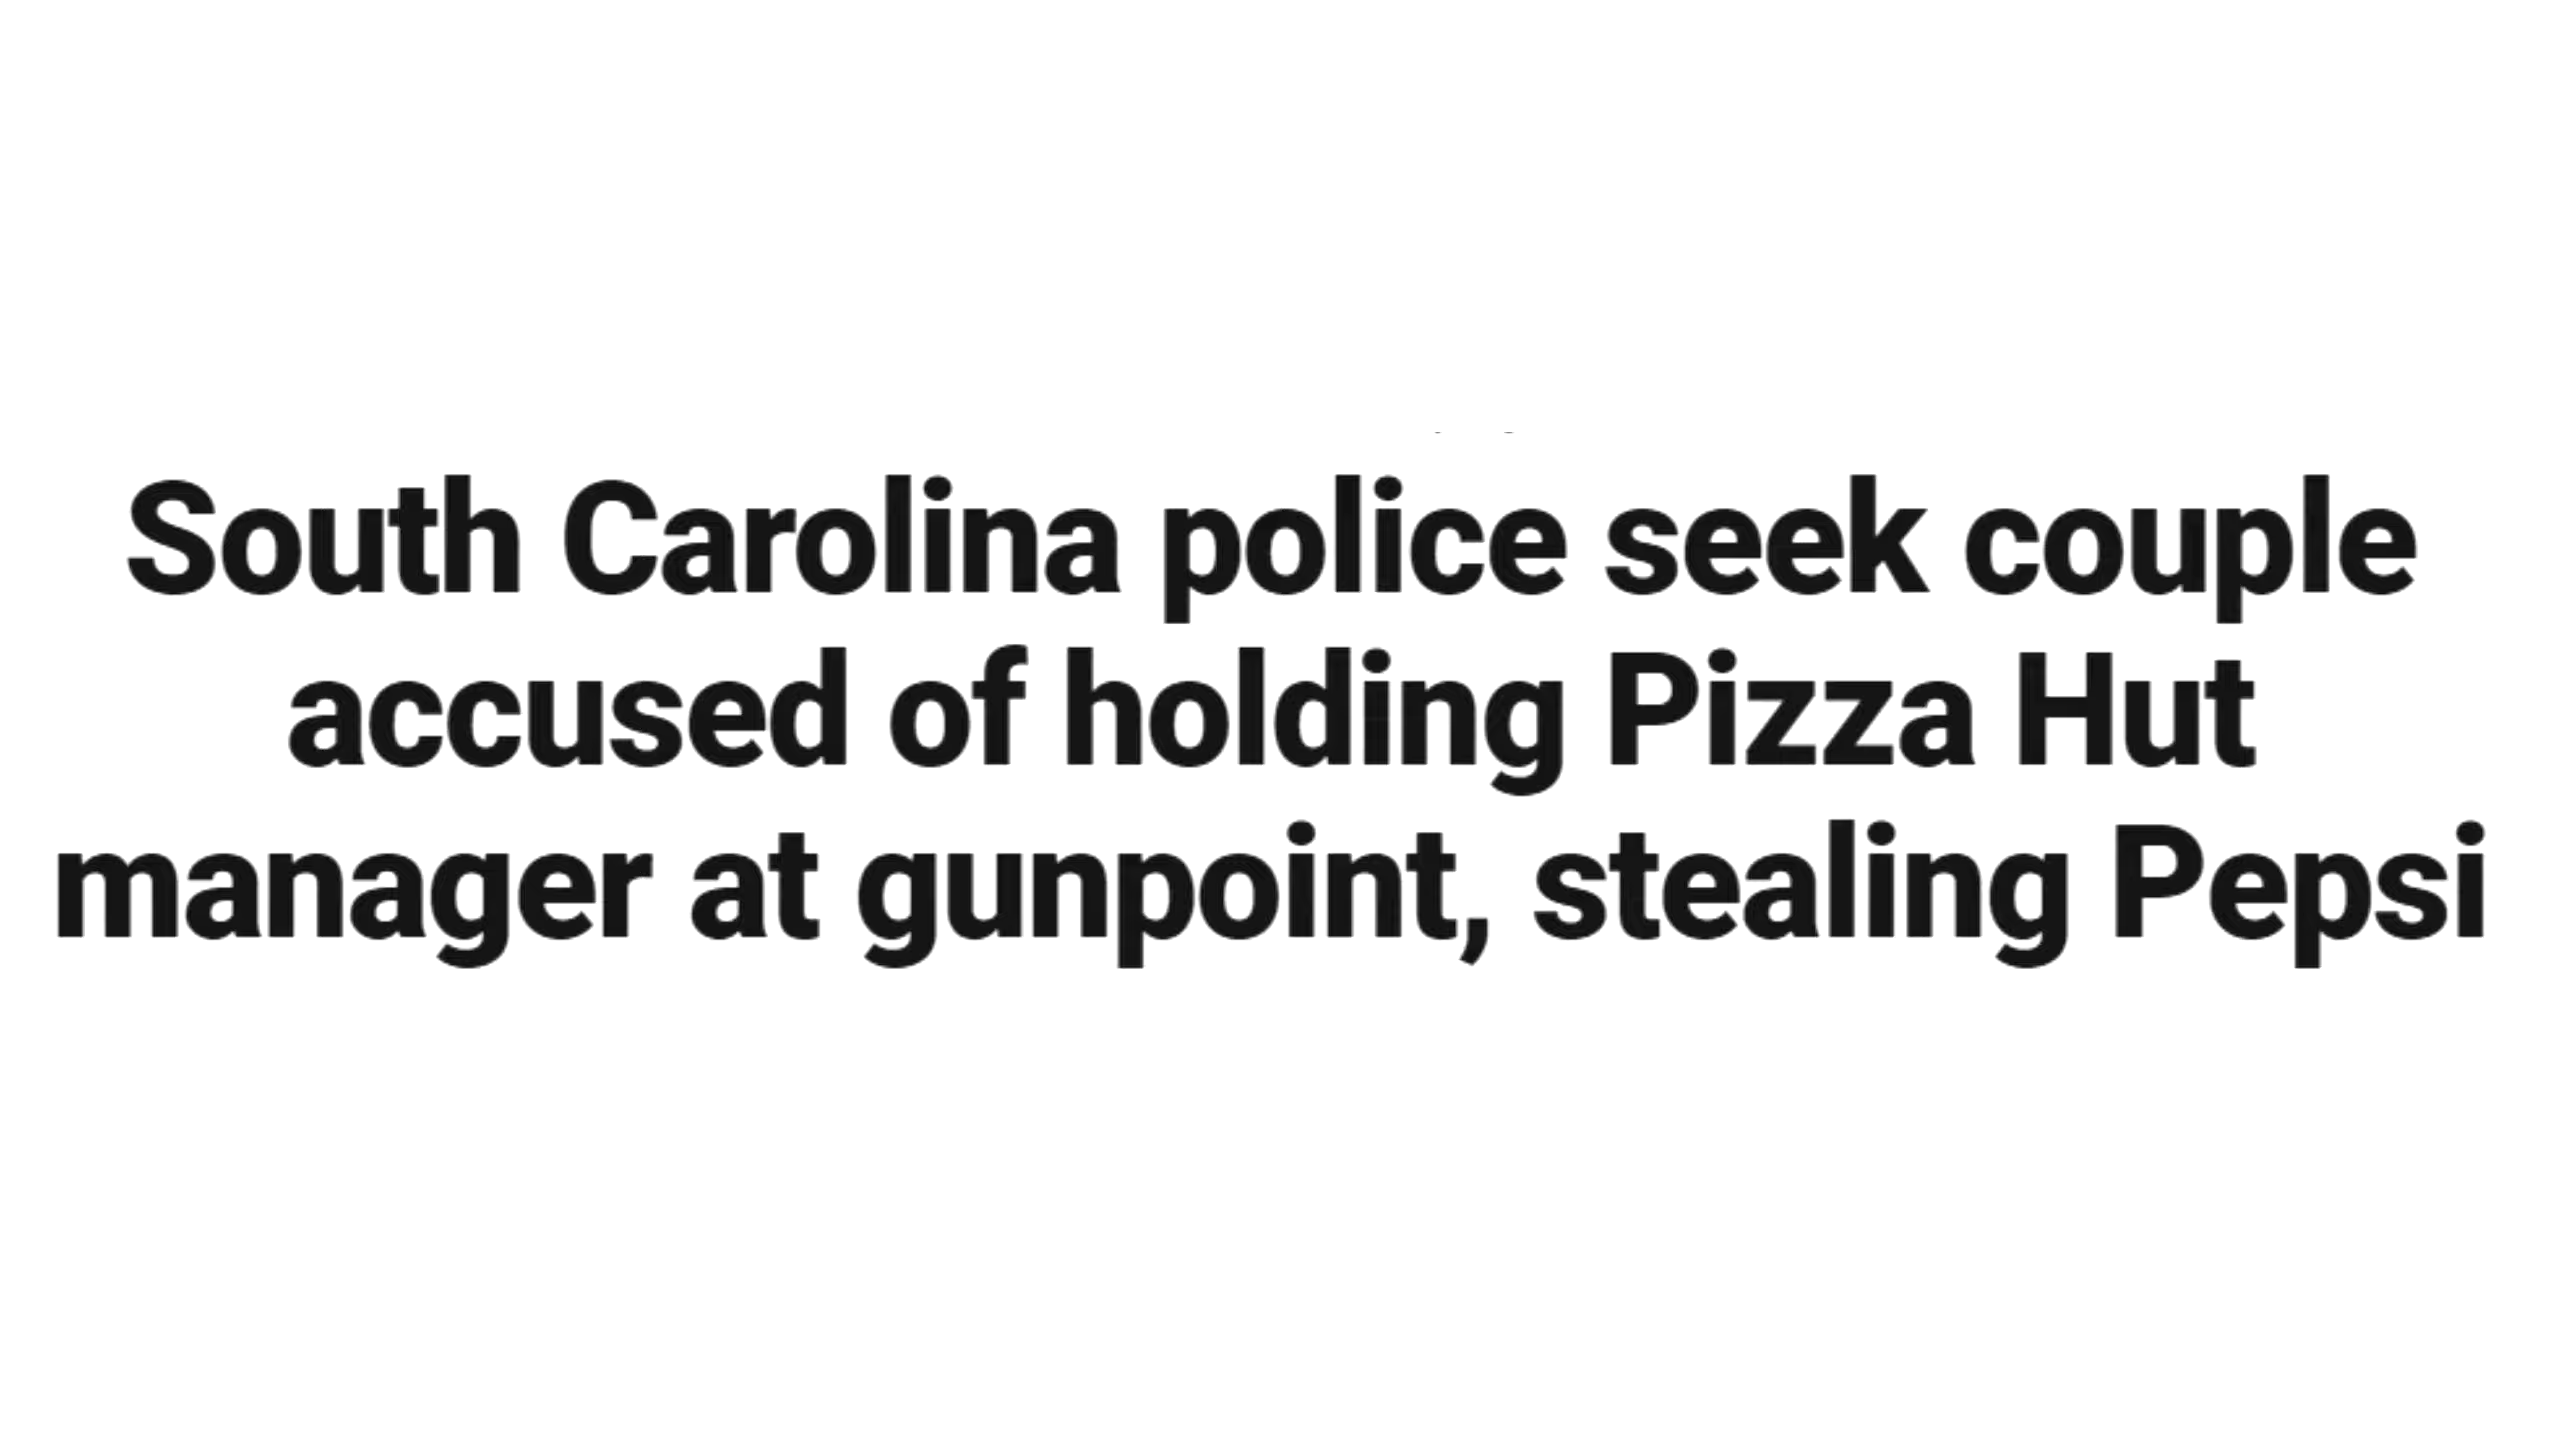 South Carolina police seek couple
accused of holding Pizza Hut
manager at gunpoint, stealing Pepsi